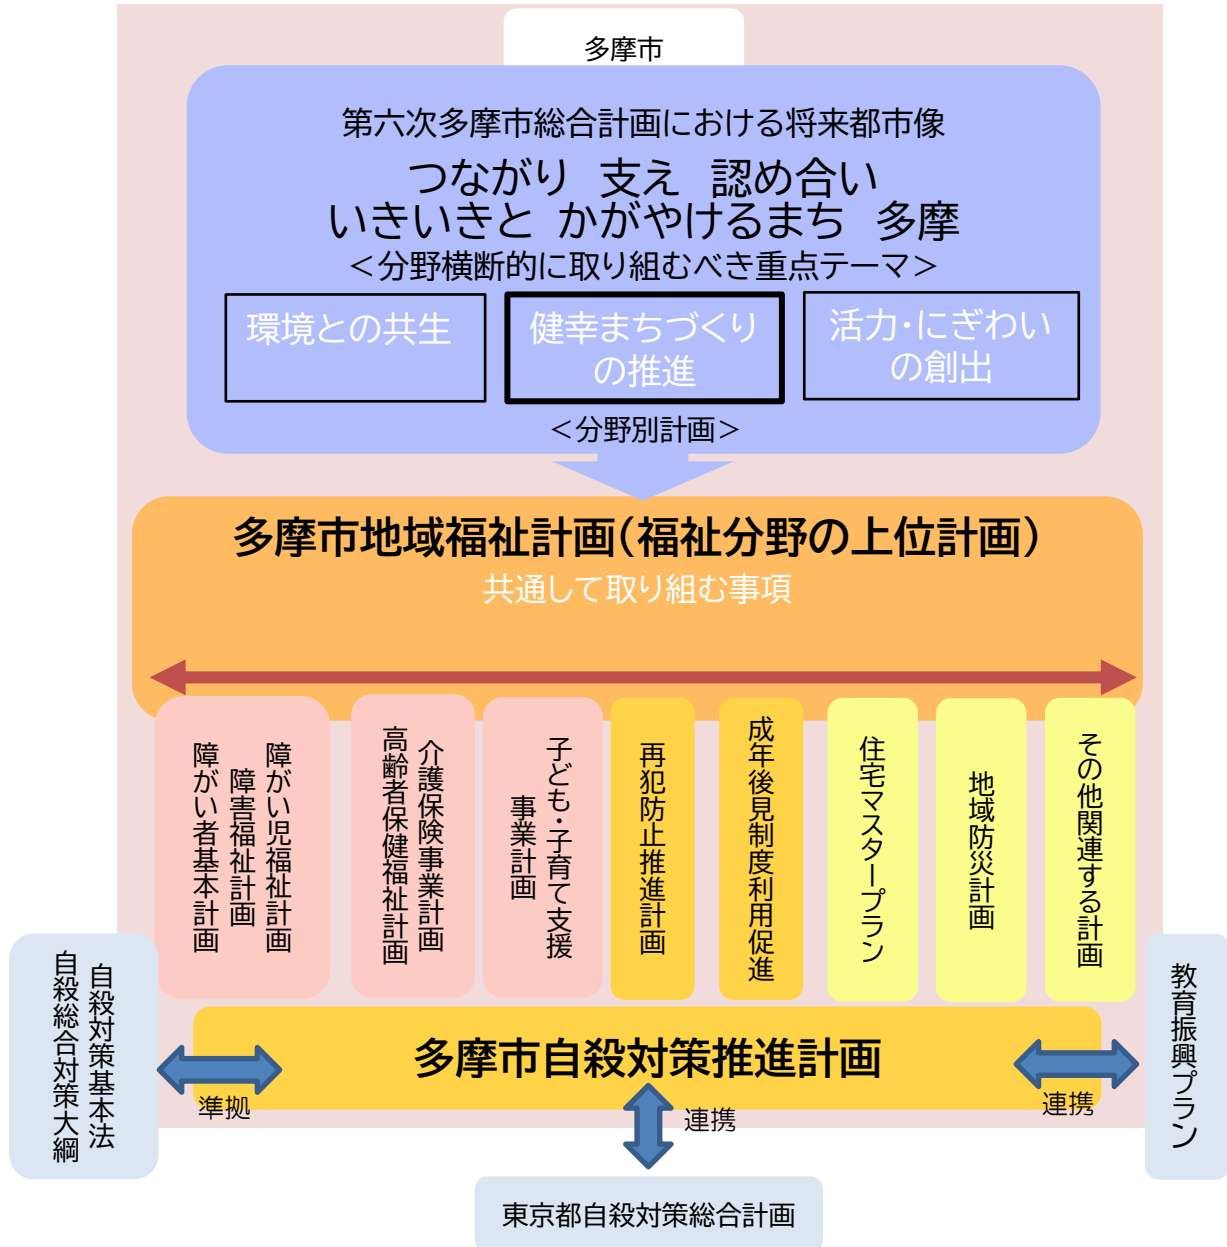 多摩市
第六次多摩市総合計画における将来都市像
つながり 支え 認め合い
いきいきと かがやけるまち 多摩
＜分野横断的に取り組むべき重点テーマ＞
環境との共生
健幸まちづくり
の推進
活力・にぎわい
の創出
＜分野別計画＞
多摩市地域福祉計画（福祉分野の上位計画）
共通して取り組む事項
障がい児福祉計画
障害福祉計画
障がい者基本計画
介護保険事業計画
高齢者保健福祉計画
子ども・子育て支援
事業計画
再犯防止推進計画
成年後見制度利用促進
住宅マスタープラン
地域防災計画
その他関連する計画
自殺対策基本法
自殺総合対策大綱
準拠
多摩市自殺対策推進計画
連携
教育振興プラン
連携
東京都自殺対策総合計画